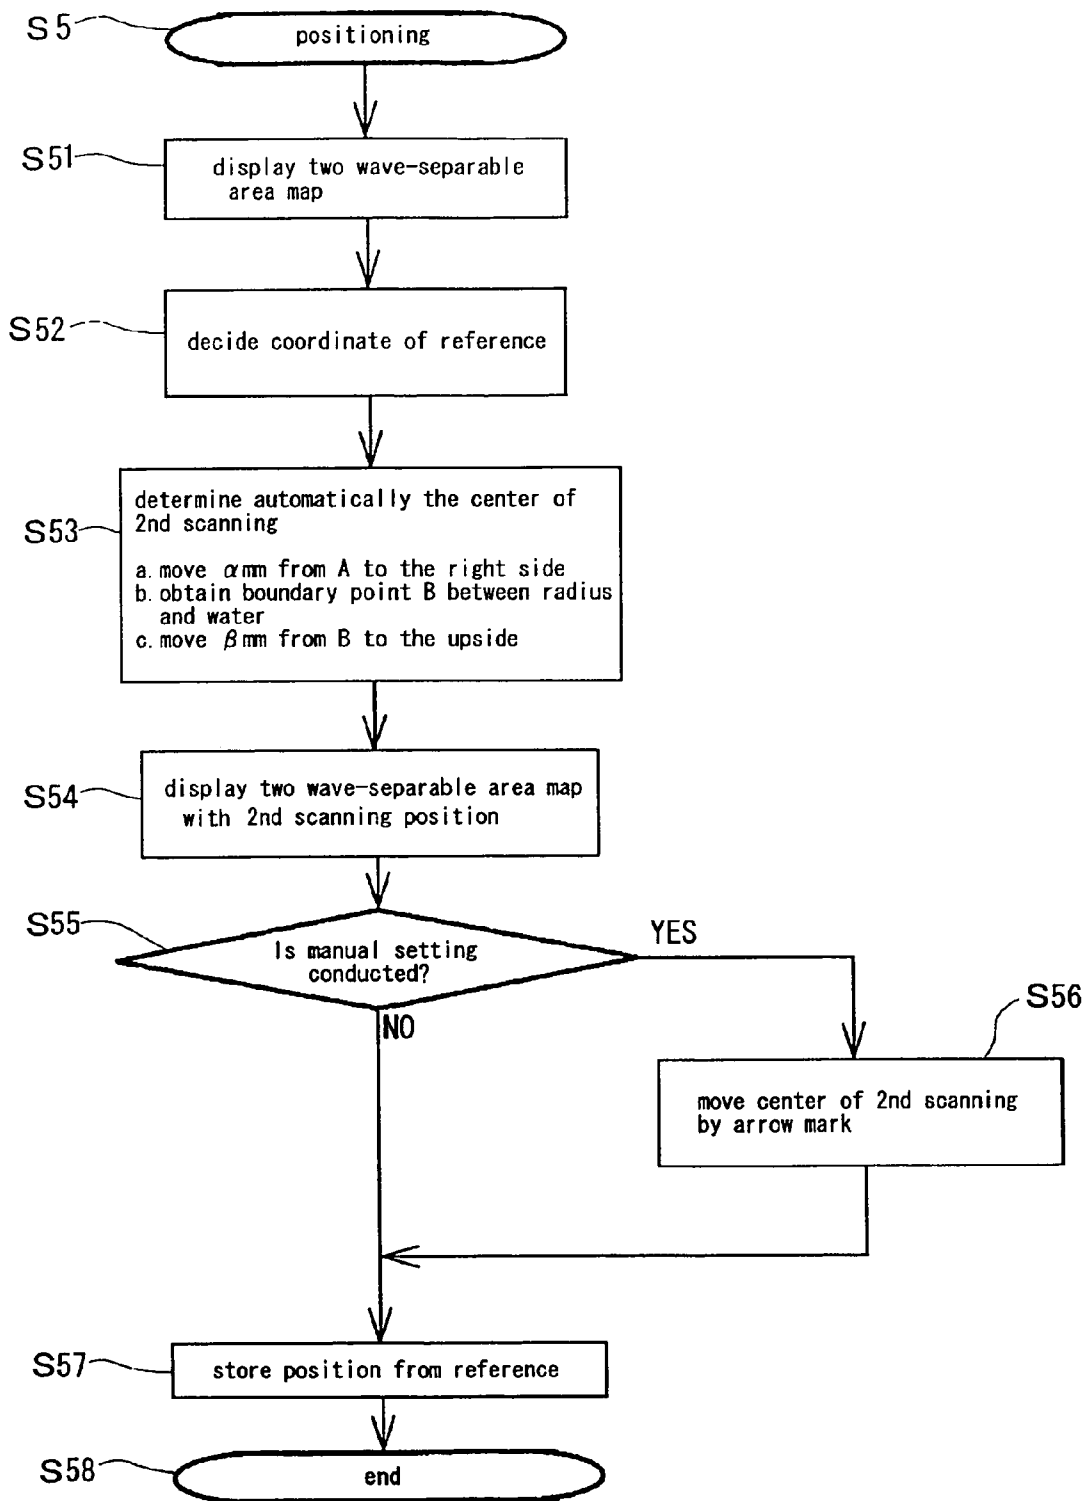 S5
positioning
S51
display two wave-separable
area map
S52
decide coordinate of reference
S53
determine automatically the center of
2nd scanning
a. move αmm from A to the right side
b. obtain boundary point B between radius
and water
c. move βmm from B to the upside
S54
display two wave-separable area map
with 2nd scanning position
S55
Is manual setting
conducted?
YES
NO
S56
move center of 2nd scanning
by arrow mark
S57
store position from reference
S58
end